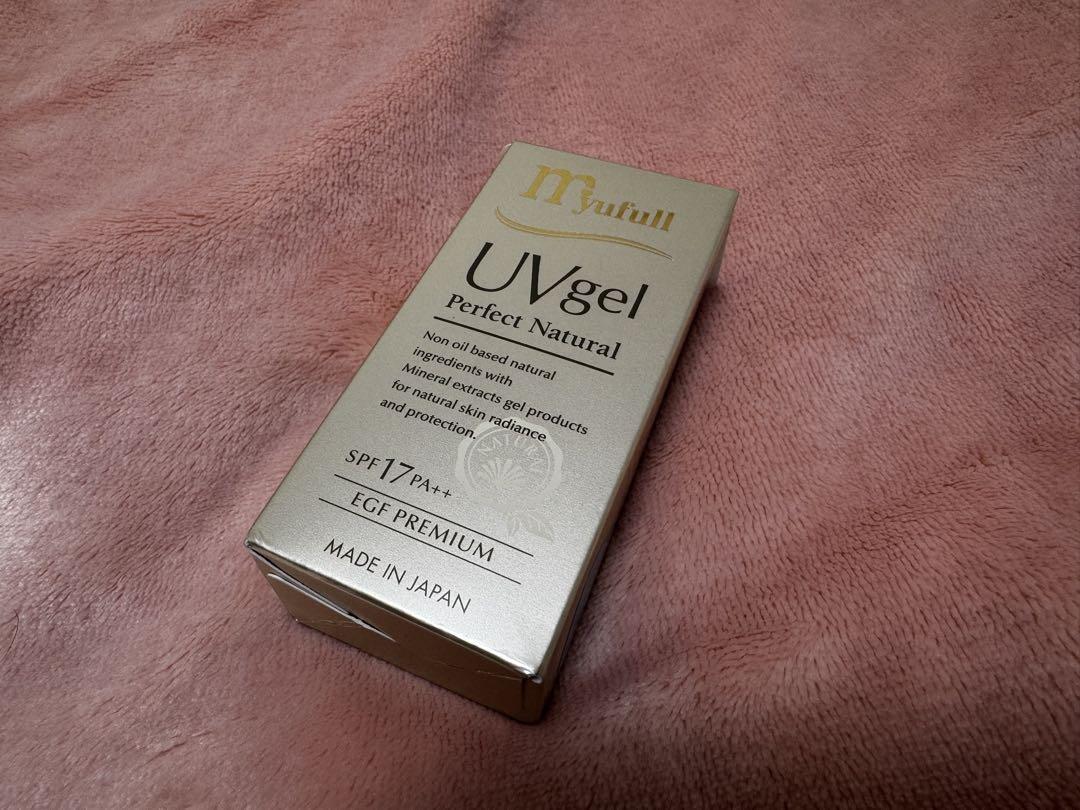 myufull
UVgel
Perfect Natural
Non oil based natural
ingredients with
Mineral extracts gel products
for natural skin radiance
and protection.
NATURAL
SPF17PA++
EGF PREMIUM
MADE IN JAPAN